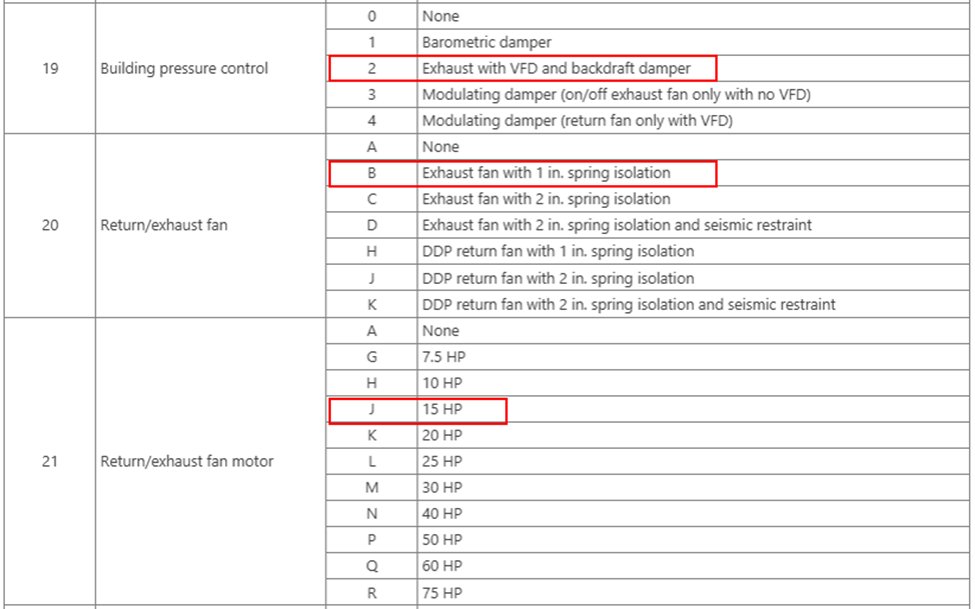 0 None
1 Barometric damper
19 Building pressure control 2 Exhaust with VFD and backdraft damper
3 Modulating damper (on/off exhaust fan only with no VFD)
4 Modulating damper (return fan only with VFD)
A None
B Exhaust fan with 1 in. spring isolation
C Exhaust fan with 2 in. spring isolation
20 Return/exhaust fan D Exhaust fan with 2 in. spring isolation and seismic restraint
H DDP return fan with 1 in. spring isolation
J DDP return fan with 2 in. spring isolation
K DDP return fan with 2 in. spring isolation and seismic restraint
A None
G 7.5 HP
H 10 HP
J 15 HP
K 20 HP
21 Return/exhaust fan motor L 25 HP
M 30 HP
N 40 HP
P 50 HP
Q 60 HP
R 75 HP